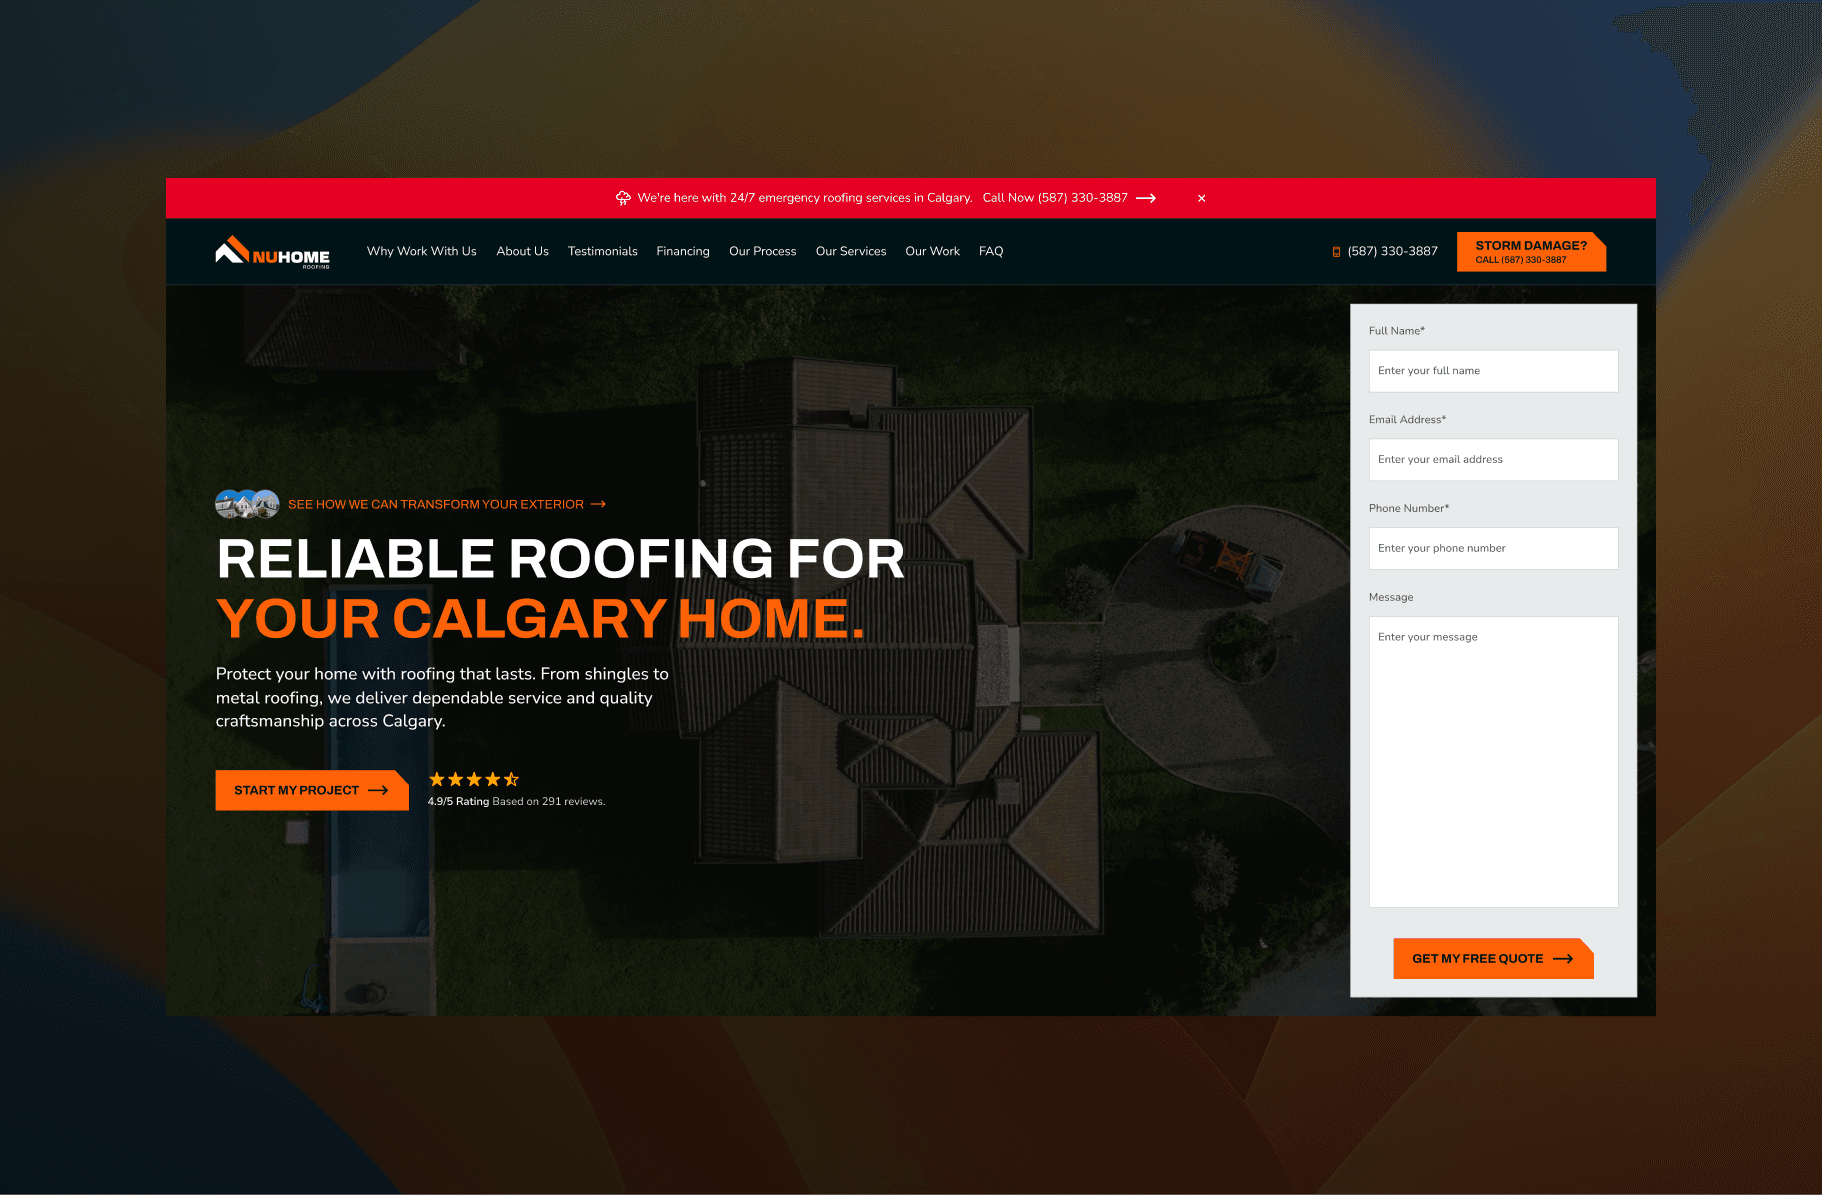 We're here with 24/7 emergency roofing services in Calgary. Call Now (587) 330-3887
NUHOME
ROOFING
Why Work With Us
About Us
Testimonials
Financing
Our Process
Our Services
Our Work
FAQ
(587) 330-3887
STORM DAMAGE?
CALL (587) 330-3887
SEE HOW WE CAN TRANSFORM YOUR EXTERIOR
RELIABLE ROOFING FOR
YOUR CALGARY HOME.
Protect your home with roofing that lasts. From shingles to
metal roofing, we deliver dependable service and quality
craftsmanship across Calgary.
START MY PROJECT
4.9/5 Rating Based on 291 reviews.
Full Name*
Enter your full name
Email Address*
Enter your email address
Phone Number*
Enter your phone number
Message
Enter your message
GET MY FREE QUOTE